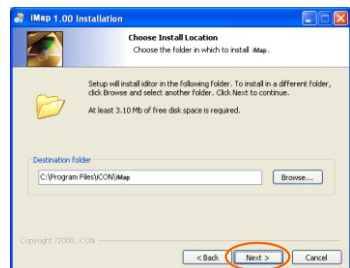 iMap 1.00 Installation
Choose Install Location
Choose the folder in which to install iMap.
Setup will install iditor in the following folder. To install in a different folder,
click Browse and select another folder. Click Next to continue.
At least 3.10 Mb of free disk space is required.
Destination folder
C:\Program Files\ICON\iMap
Browse...
Copyright ?2009, ICON
< Back
Next >
Cancel